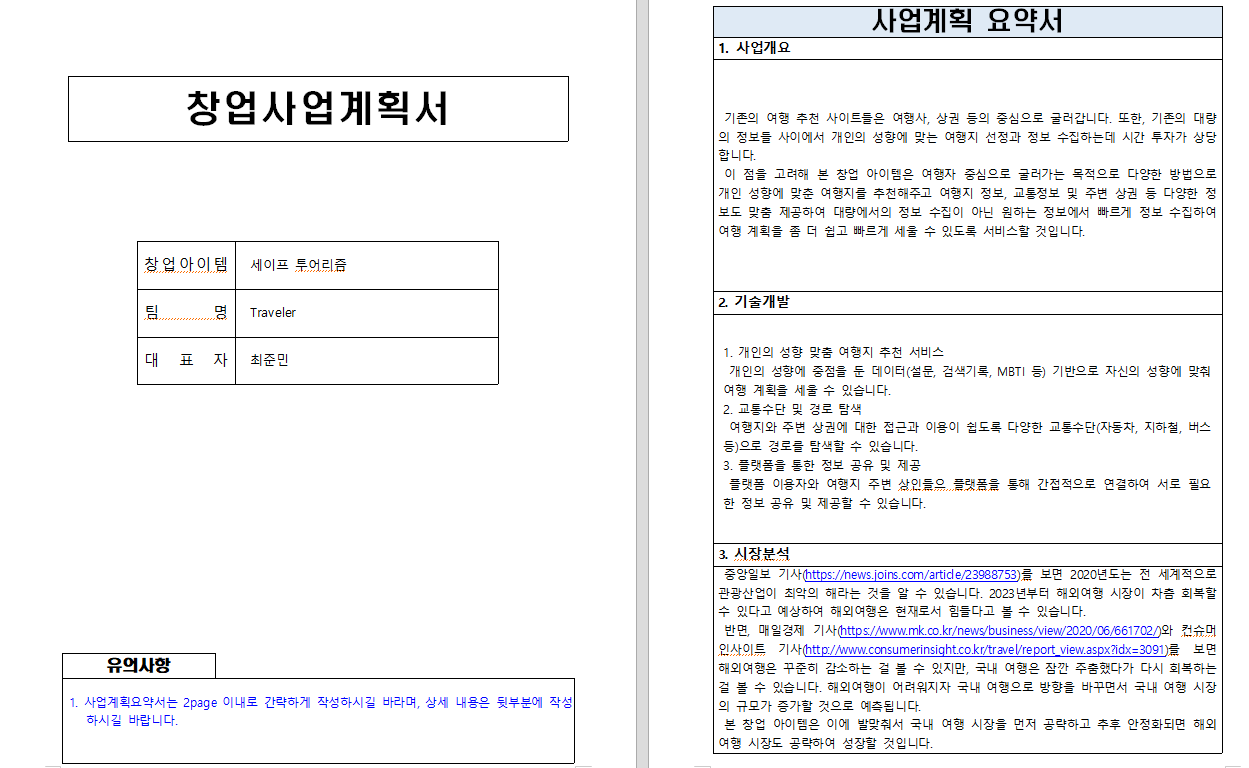 창업사업계획서
창업아이템 세이프 투어리즘
팀 명 Traveler
대 표 자 최준민
유의사항
1. 사업계획요약서는 2page 이내로 간략하게 작성하시길 바라며, 상세 내용은 뒷부분에 작성
하시길 바랍니다.
사업계획 요약서
1. 사업개요
기존의 여행 추천 사이트들은 여행사, 상권 등의 중심으로 굴러갑니다. 또한, 기존의 대량
의 정보들 사이에서 개인의 성향에 맞는 여행지 선정과 정보 수집하는데 시간 투자가 상당
합니다.
이 점을 고려해 본 창업 아이템은 여행자 중심으로 굴러가는 목적으로 다양한 방법으로
개인 성향에 맞춘 여행지를 추천해주고 여행지 정보, 교통정보 및 주변 상권 등 다양한 정
보도 맞춤 제공하여 대량에서의 정보 수집이 아닌 원하는 정보에서 빠르게 정보 수집하여
여행 계획을 좀 더 쉽고 빠르게 세울 수 있도록 서비스할 것입니다.
2. 기술개발
1. 개인의 성향 맞춤 여행지 추천 서비스
개인의 성향에 중점을 둔 데이터(설문, 검색기록, MBTI 등) 기반으로 자신의 성향에 맞춰
여행 계획을 세울 수 있습니다.
2. 교통수단 및 경로 탐색
여행지와 주변 상권에 대한 접근과 이용이 쉽도록 다양한 교통수단(자동차, 지하철, 버스
등)으로 경로를 탐색할 수 있습니다.
3. 플랫폼을 통한 정보 공유 및 제공
플랫폼 이용자와 여행지 주변 상인들으 플랫폼을 통해 간접적으로 연결하여 서로 필요
한 정보 공유 및 제공할 수 있습니다.
3. 시장분석
중앙일보 기사(https://news.joins.com/article/23988753)를 보면 2020년도는 전 세계적으로
관광산업이 최악의 해라는 것을 알 수 있습니다. 2023년부터 해외여행 시장이 차츰 회복할
수 있다고 예상하여 해외여행은 현재로서 힘들다고 볼 수 있습니다.
반면, 매일경제 기사(https://www.mk.co.kr/news/business/view/2020/06/661702/)와 컨슈머
인사이트 기사(http://www.consumerinsight.co.kr/travel/report_view.aspx?idx=3091)를 보면
해외여행은 꾸준히 감소하는 걸 볼 수 있지만, 국내 여행은 잠깐 주춤했다가 다시 회복하는
걸 볼 수 있습니다. 해외여행이 어려워지자 국내 여행으로 방향을 바꾸면서 국내 여행 시장
의 규모가 증가할 것으로 예측됩니다.
본 창업 아이템은 이에 발맞춰서 국내 여행 시장을 먼저 공략하고 추후 안정화되면 해외
여행 시장도 공략하여 성장할 것입니다.